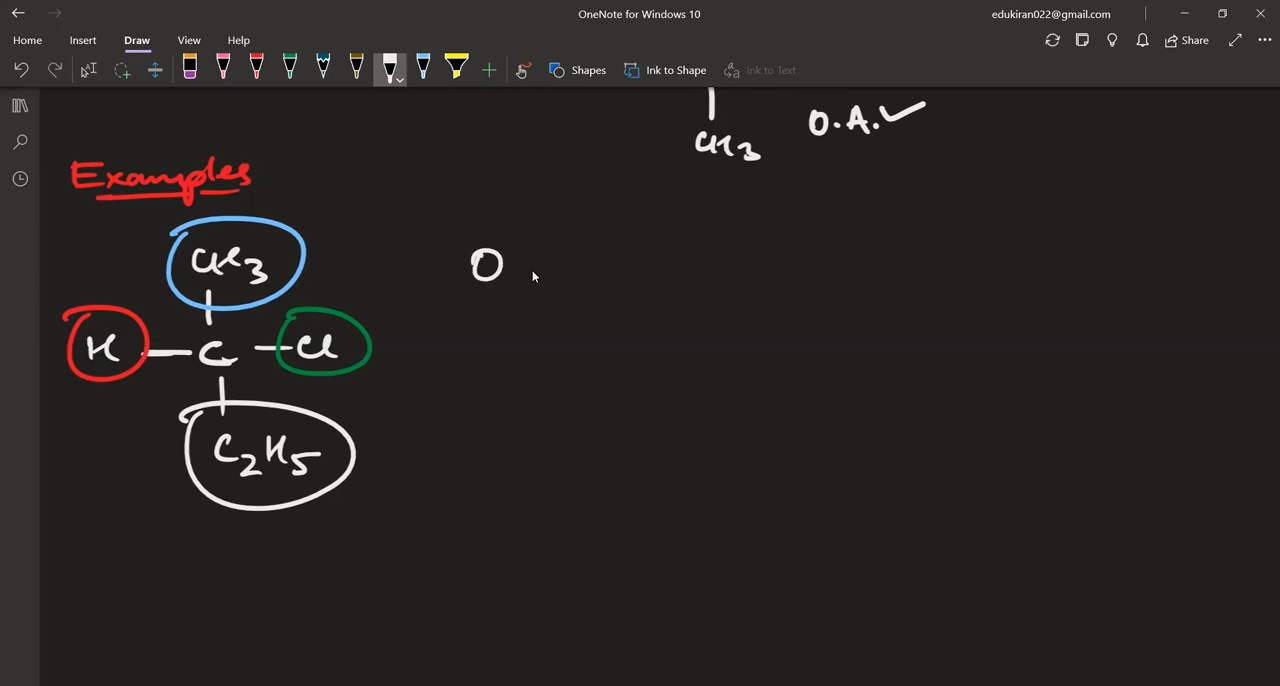 OneNote for Windows 10
edukiran022@gmail.com
Home Insert Draw View Help
Share
Shapes Ink to Shape Ink to Text
CH3 O.A.
Examples
CH3 O
H — C — Cl
C2H5